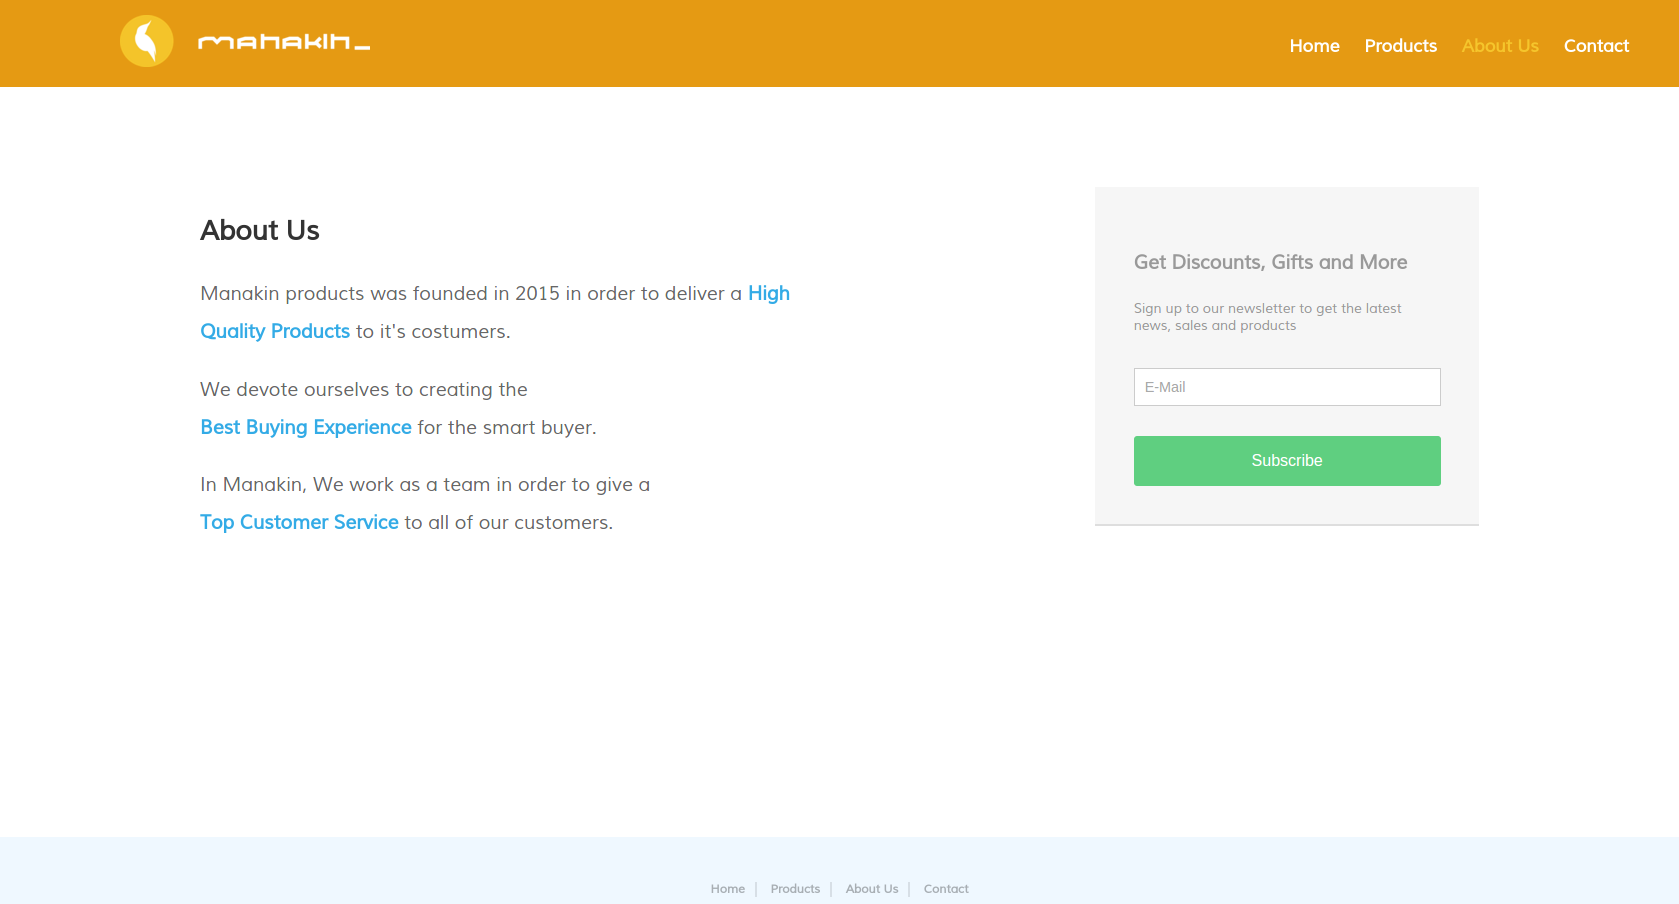 manakin_
Home Products About Us Contact
About Us
Manakin products was founded in 2015 in order to deliver a High
Quality Products to it's costumers.
We devote ourselves to creating the
Best Buying Experience for the smart buyer.
In Manakin, We work as a team in order to give a
Top Customer Service to all of our customers.
Get Discounts, Gifts and More
Sign up to our newsletter to get the latest
news, sales and products
E-Mail
Subscribe
Home | Products | About Us | Contact